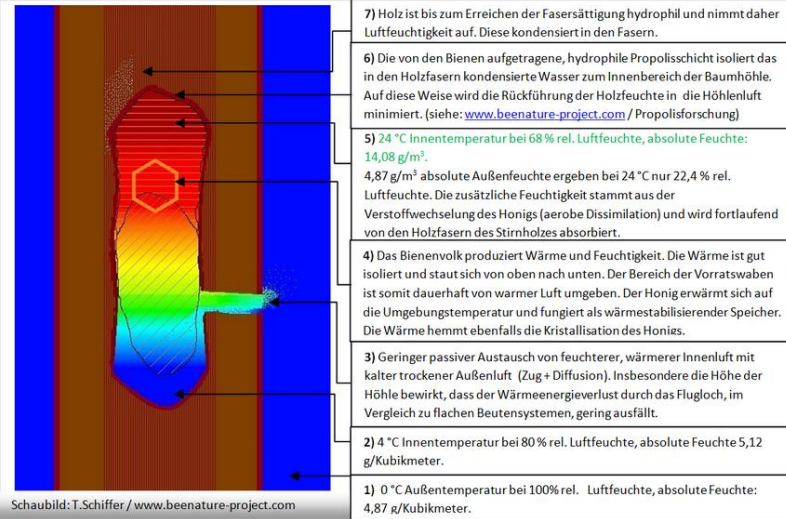 7) Holz ist bis zum Erreichen der Fasersättigung hydrophil und nimmt daher
Luftfeuchtigkeit auf. Diese kondensiert in den Fasern.
6) Die von den Bienen aufgetragene, hydrophile Propolisschicht isoliert das
in den Holzfasern kondensierte Wasser zum Innenbereich der Baumhöhle.
Auf diese Weise wird die Rückführung der Holzfeuchte in die Höhlenluft
minimiert. (siehe: www.beenature-project.com / Propolisforschung)
5) 24 °C Innentemperatur bei 68 % rel. Luftfeuchte, absolute Feuchte:
14,08 g/m³.
4,87 g/m³ absolute Außenfeuchte ergeben bei 24 °C nur 22,4 % rel.
Luftfeuchte. Die zusätzliche Feuchtigkeit stammt aus der
Verstoffwechselung des Honigs (aerobe Dissimilation) und wird fortlaufend
von den Holzfasern des Stirnholzes absorbiert.
4) Das Bienenvolk produziert Wärme und Feuchtigkeit. Die Wärme ist gut
isoliert und staut sich von oben nach unten. Der Bereich der Vorratswaben
ist somit dauerhaft von warmer Luft umgeben. Der Honig erwärmt sich auf
die Umgebungstemperatur und fungiert als wärmestabilisierender Speicher.
Die Wärme hemmt ebenfalls die Kristallisation des Honigs.
3) Geringer passiver Austausch von feuchterer, wärmerer Innenluft mit
kalter trockener Außenluft (Zug + Diffusion). Insbesondere die Höhe der
Höhle bewirkt, dass der Wärmeenergieverlust durch das Flugloch, im
Vergleich zu flachen Beutensystemen, gering ausfällt.
2) 4 °C Innentemperatur bei 80 % rel. Luftfeuchte, absolute Feuchte 5,12
g/Kubikmeter.
1) 0 °C Außentemperatur bei 100% rel. Luftfeuchte, absolute Feuchte:
4,87 g/Kubikmeter.
Schaubild: T.Schiffer / www.beenature-project.com